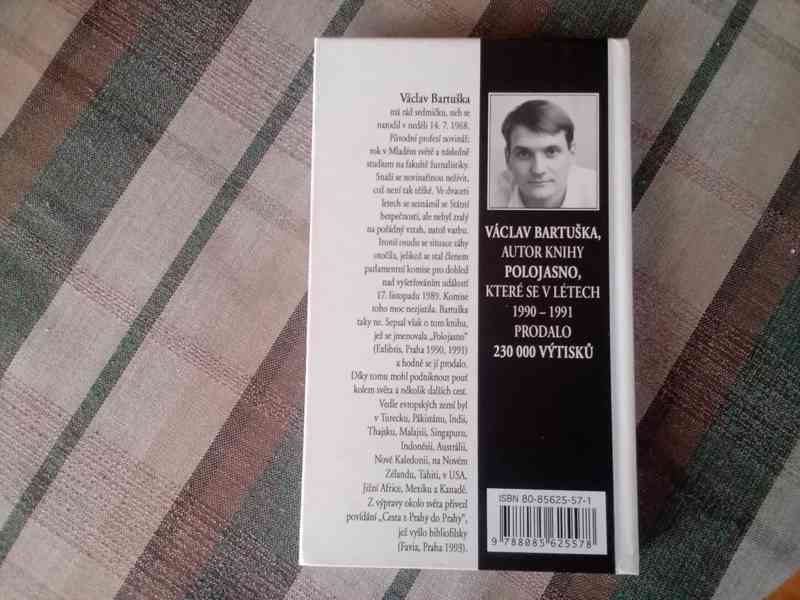 Václav Bartuška
má rád sedmičku, neb se
narodil v neděli 14. 7. 1968.
Původní profesí novinář:
rok v Mladém světě a následně
studium na fakultě žurnalistiky.
Snaží se novinařinou neživit,
což není tak těžké. Ve dvaceti
letech se seznámil se Státní
bezpečností, ale nebyl zralý
na pořádný vztah, natož vazbu.
Ironií osudu se situace záhy
otočila, jelikož se stal členem
parlamentní komise pro dohled
nad vyšetřováním událostí
17. listopadu 1989. Komise
toho moc nezjistila. Bartuška
taky ne. Sepsal však o tom knihu,
jež se jmenovala „Polojasno"
(Exlibris, Praha 1990, 1991)
a hodně se jí prodalo.
Díky tomu mohl podniknout pouť
kolem světa a několik dalších cest.
Vedle evropských zemí byl
v Turecku, Pákistánu, Indii,
Thajsku, Malajsii, Singapuru,
Indonésii, Austrálii,
Nové Kaledonii, na Novém
Zélandu, Tahiti, v USA,
Jižní Africe, Mexiku a Kanadě.
Z výpravy okolo světa přivezl
povídání „Cesta z Prahy do Prahy",
jež vyšlo bibliofilsky
(Favia, Praha 1993).
VÁCLAV BARTUŠKA,
AUTOR KNIHY
POLOJASNO,
KTERÉ SE V LÉTECH
1990 – 1991
PRODALO
230 000 VÝTISKŮ
ISBN 80-85625-57-1
9 788085 625578